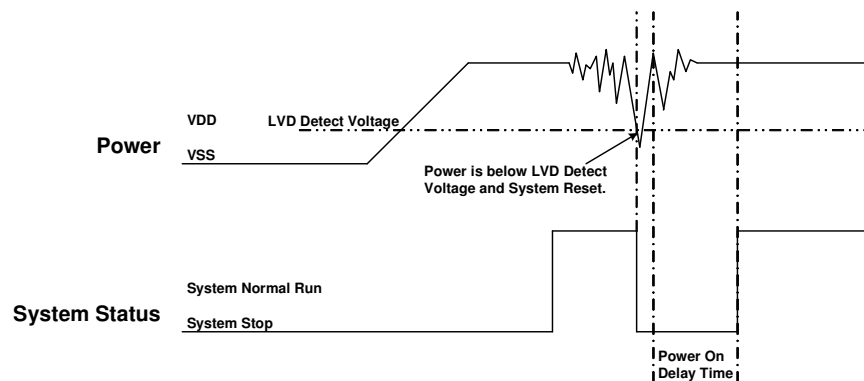 VDD
LVD Detect Voltage
Power
VSS
Power is below LVD Detect
Voltage and System Reset.
System Normal Run
System Status
System Stop
Power On
Delay Time